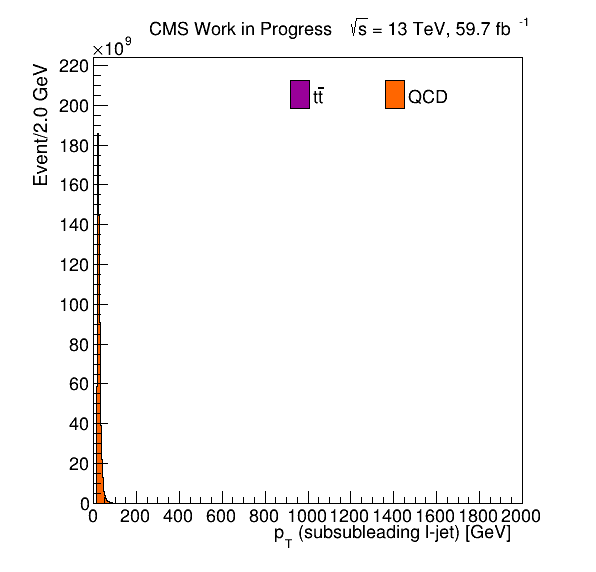 CMS Work in Progress √s = 13 TeV, 59.7 fb⁻¹
×10⁹
Event/2.0 GeV
220
200
180
160
140
120
100
80
60
40
20
0
tt̅
QCD
0 200 400 600 800 1000 1200 1400 1600 1800 2000
p_T (subsubleading l-jet) [GeV]